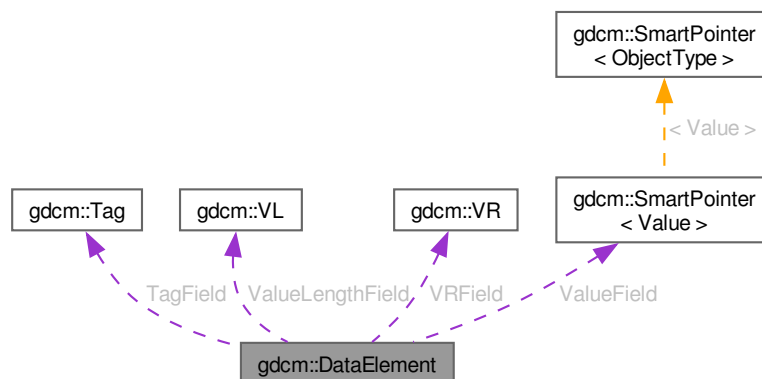 gdcm::SmartPointer
< ObjectType >
< Value >
gdcm::Tag
gdcm::VL
gdcm::VR
gdcm::SmartPointer
< Value >
TagField
ValueLengthField
VRField
ValueField
gdcm::DataElement